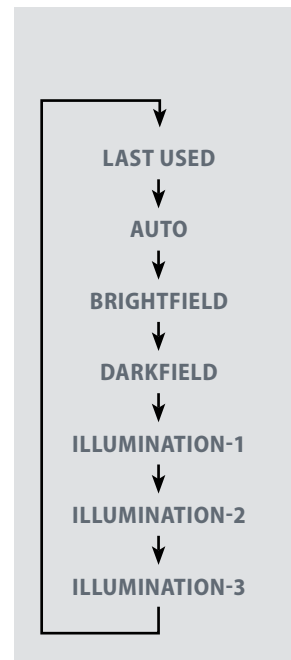 LAST USED
AUTO
BRIGHTFIELD
DARKFIELD
ILLUMINATION-1
ILLUMINATION-2
ILLUMINATION-3